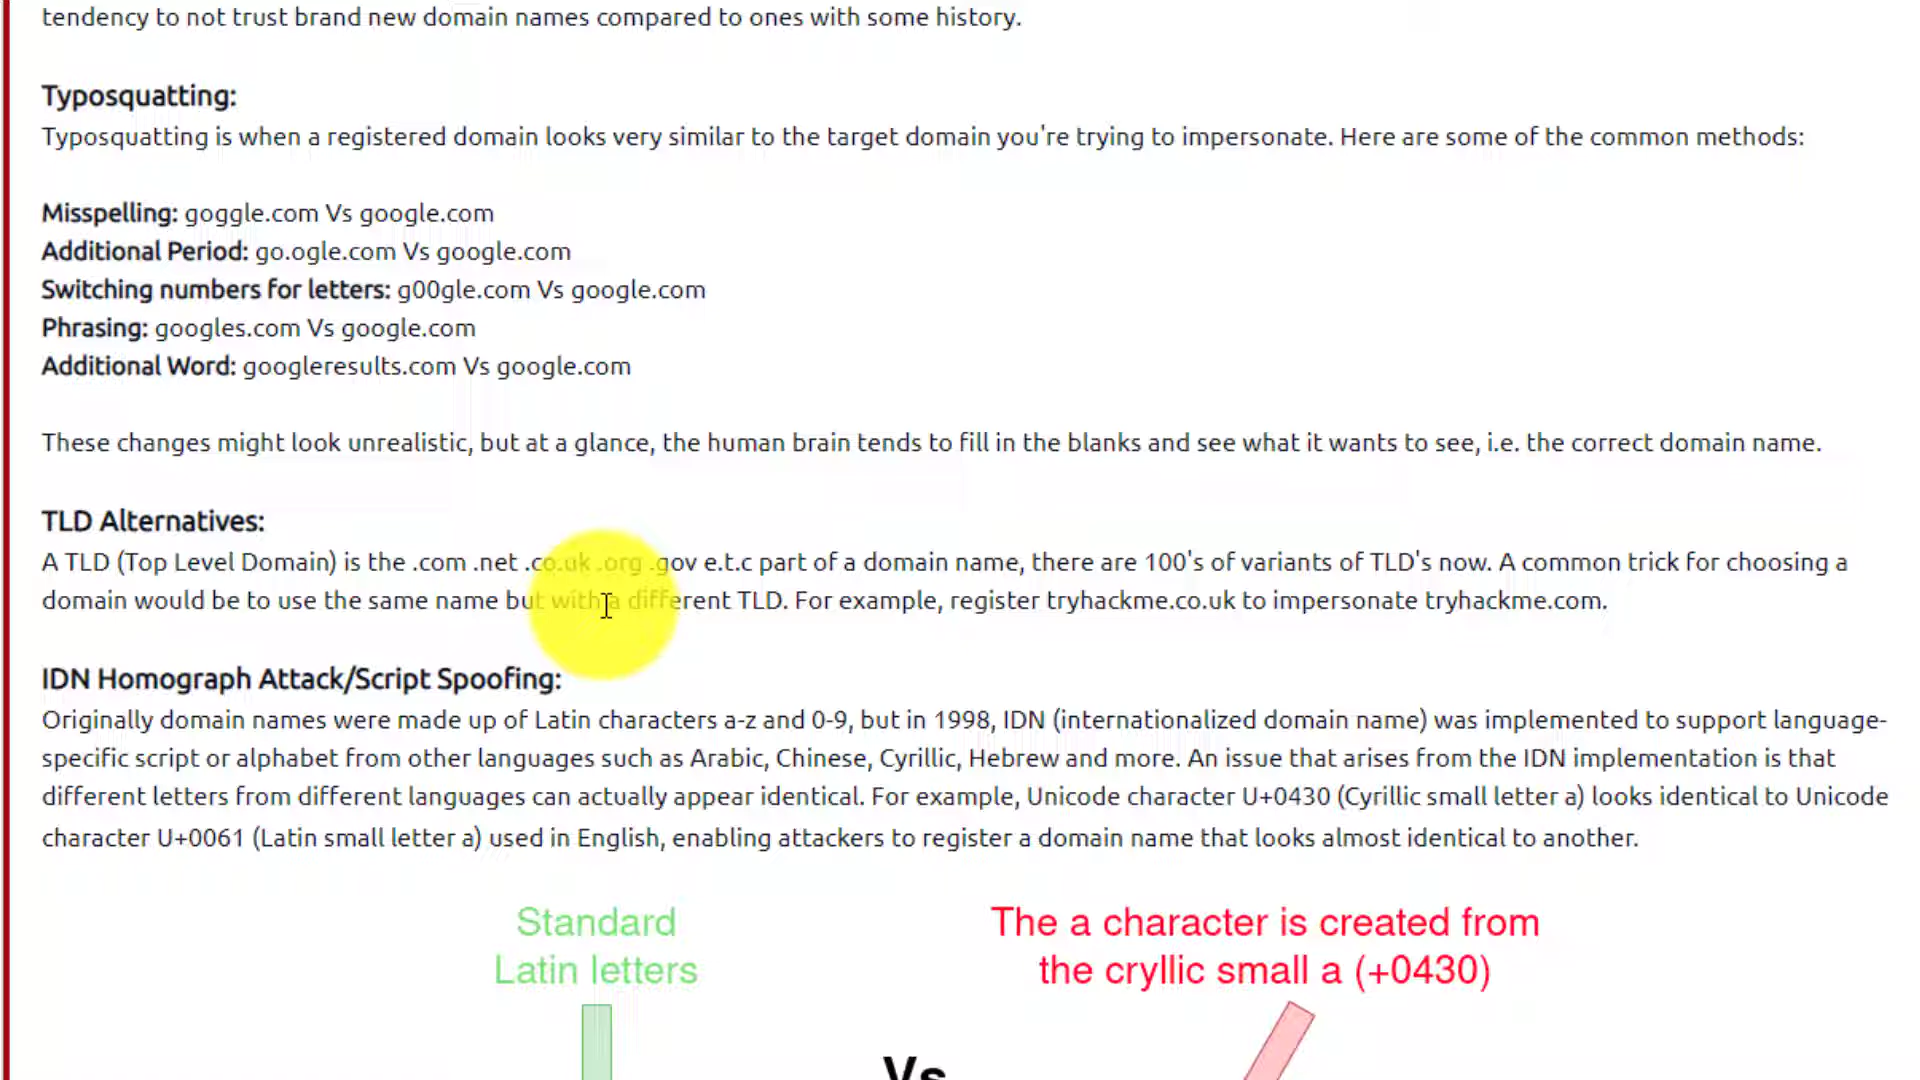 tendency to not trust brand new domain names compared to ones with some history.
Typosquatting:
Typosquatting is when a registered domain looks very similar to the target domain you're trying to impersonate. Here are some of the common methods:
Misspelling: goggle.com Vs google.com
Additional Period: go.ogle.com Vs google.com
Switching numbers for letters: g00gle.com Vs google.com
Phrasing: googles.com Vs google.com
Additional Word: googleresults.com Vs google.com
These changes might look unrealistic, but at a glance, the human brain tends to fill in the blanks and see what it wants to see, i.e. the correct domain name.
TLD Alternatives:
A TLD (Top Level Domain) is the .com .net .co.uk .org .gov e.t.c part of a domain name, there are 100's of variants of TLD's now. A common trick for choosing a
domain would be to use the same name but with a different TLD. For example, register tryhackme.co.uk to impersonate tryhackme.com.
IDN Homograph Attack/Script Spoofing:
Originally domain names were made up of Latin characters a-z and 0-9, but in 1998, IDN (internationalized domain name) was implemented to support language-
specific script or alphabet from other languages such as Arabic, Chinese, Cyrillic, Hebrew and more. An issue that arises from the IDN implementation is that
different letters from different languages can actually appear identical. For example, Unicode character U+0430 (Cyrillic small letter a) looks identical to Unicode
character U+0061 (Latin small letter a) used in English, enabling attackers to register a domain name that looks almost identical to another.
Standard
Latin letters
The a character is created from
the cryllic small a (+0430)
Vs